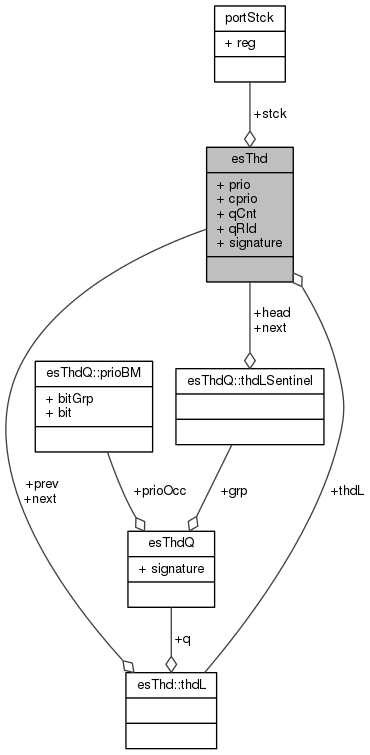 portStck
+ reg
+stck
esThd
+ prio
+ cprio
+ qCnt
+ qRld
+ signature
+head
+next
esThdQ::prioBM
+ bitGrp
+ bit
esThdQ::thdLSentinel
+prev
+next
+prioOcc
+grp
+thdL
esThdQ
+ signature
+q
esThd::thdL